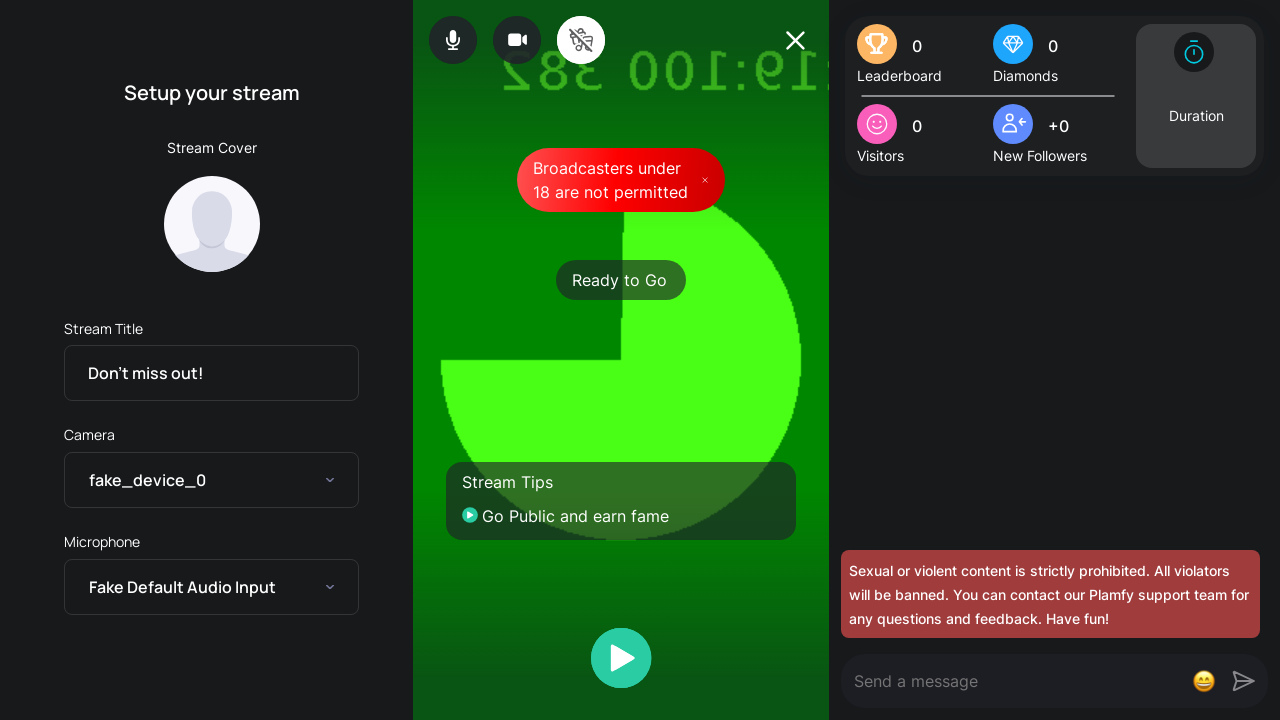 Setup your stream
Stream Cover
Stream Title
Don't miss out!
Camera
fake_device_0
Microphone
Fake Default Audio Input
:19:100 382
Broadcasters under
18 are not permitted
Ready to Go
Stream Tips
Go Public and earn fame
0
Leaderboard
0
Diamonds
0
Visitors
+0
New Followers
Duration
Sexual or violent content is strictly prohibited. All violators
will be banned. You can contact our Plamfy support team for
any questions and feedback. Have fun!
Send a message